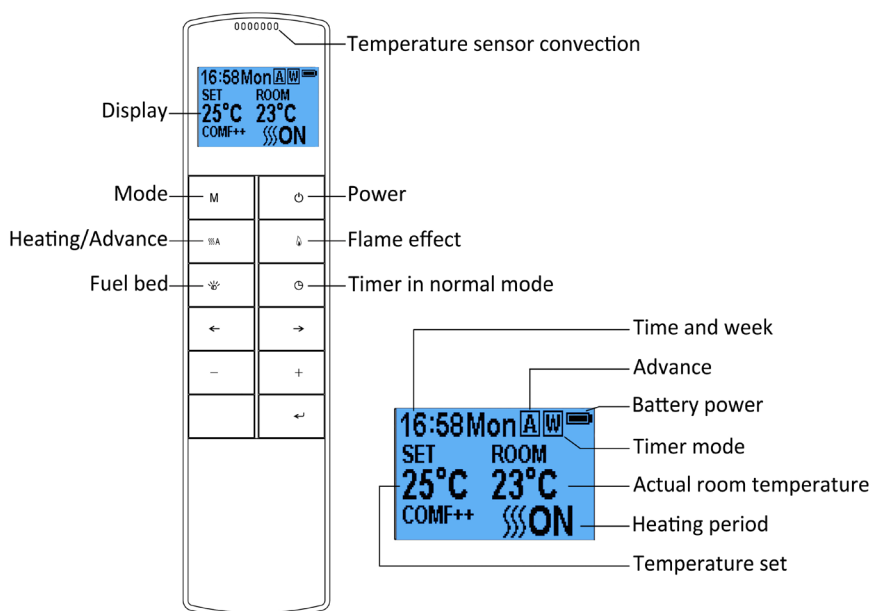 Temperature sensor convection
16:58Mon A W
SET ROOM
25°C 23°C
COMF++ ON
Display
Mode
M
Power
Heating/Advance
A
Flame effect
Fuel bed
Timer in normal mode
← →
− +
↵
Time and week
Advance
Battery power
16:58Mon A W
Timer mode
SET ROOM
25°C 23°C
Actual room temperature
COMF++ ON
Heating period
Temperature set